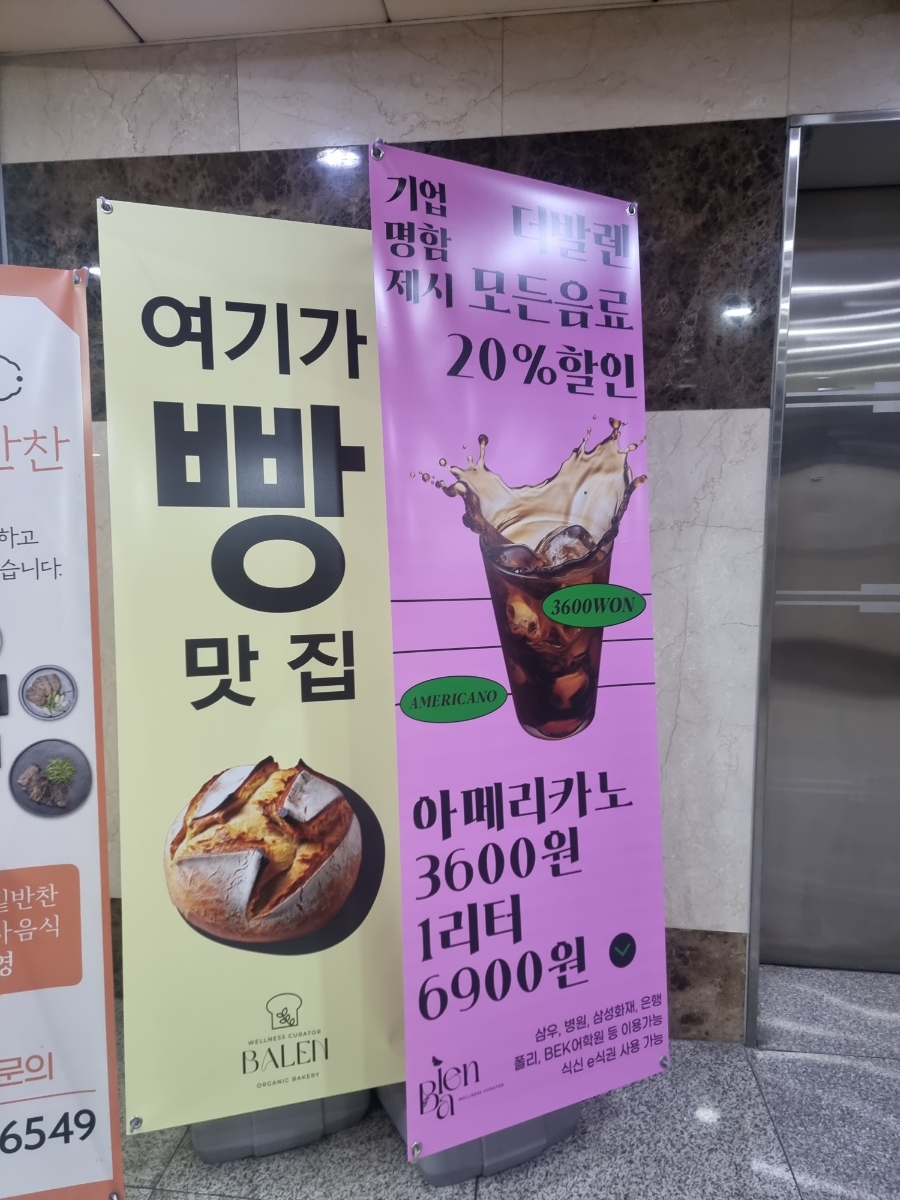 반찬
하고
습니다.
밑반찬
사음식
영
문의
6549
여기가
빵
맛집
WELLNESS CURATOR
BALEN
ORGANIC BAKERY
기업
명함
제시
더발렌
모든음료
20%할인
3600WON
AMERICANO
아메리카노
3600원
1리터
6900원
삼우, 병원, 삼성화재, 은행
폴리, BEK어학원 등 이용가능
식신 e식권 사용 가능
WELLNESS CURATOR